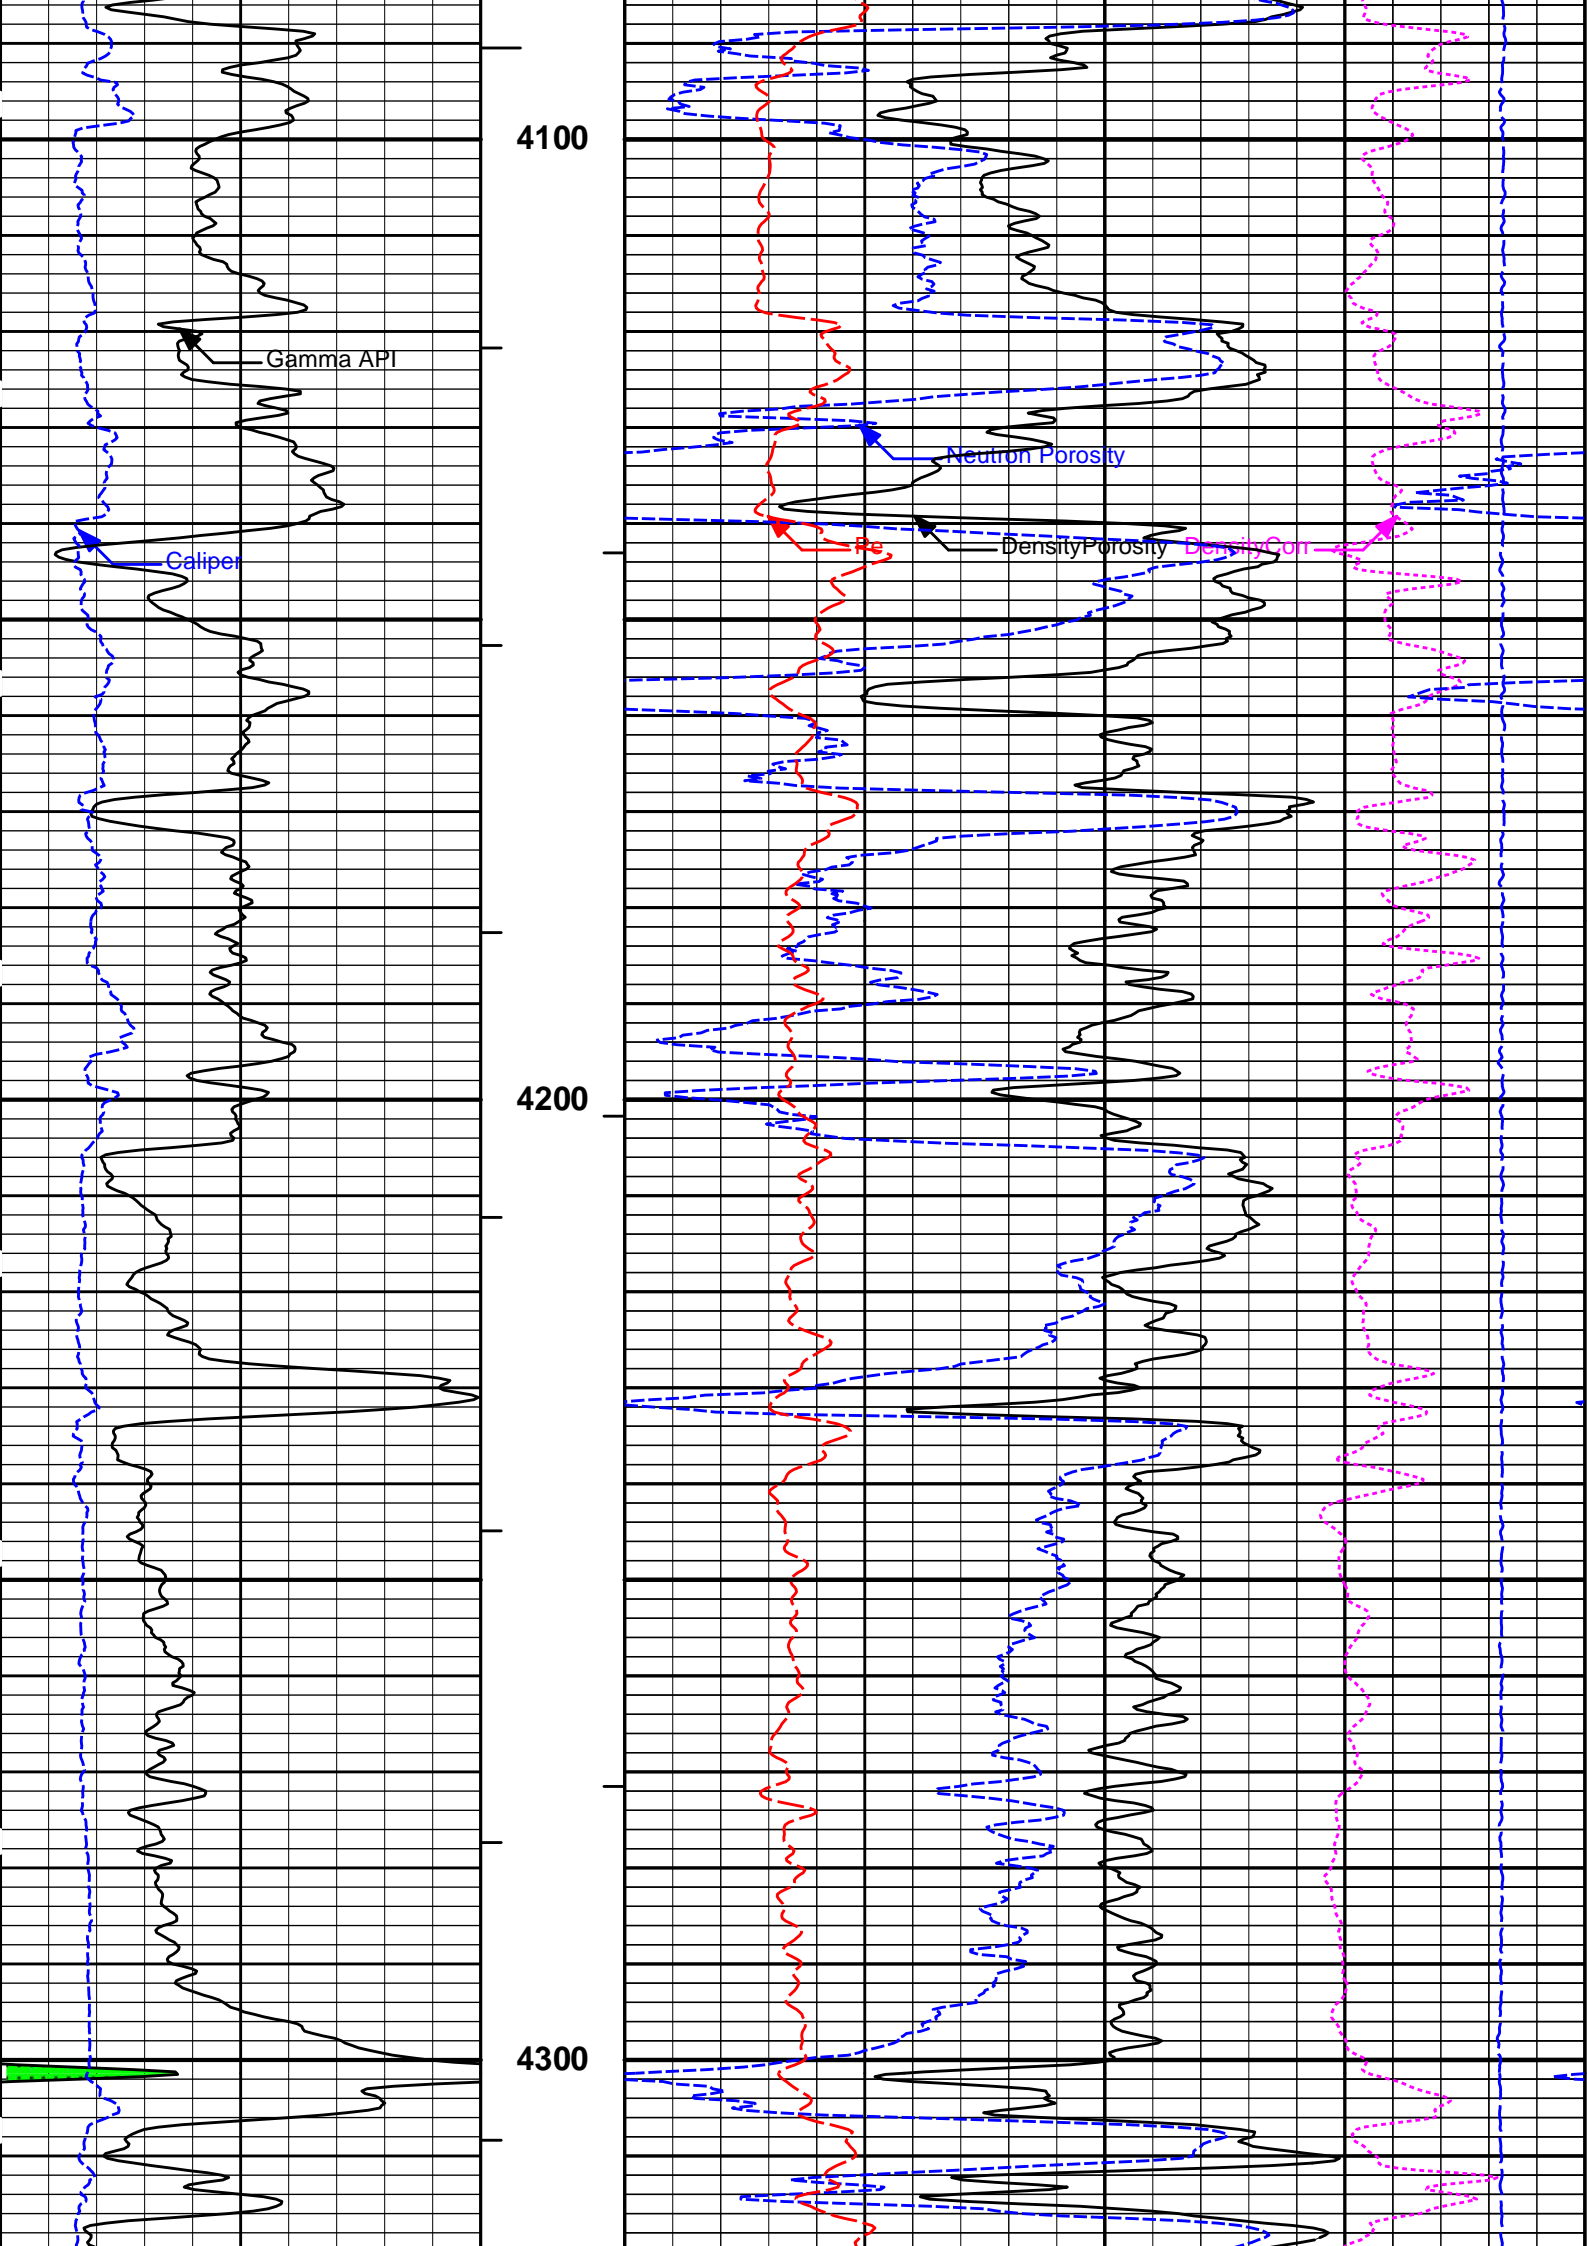 4100
Gamma API
Neutron Porosity
Pe
DensityPorosity
DensityCorr
Caliper
4200
4300